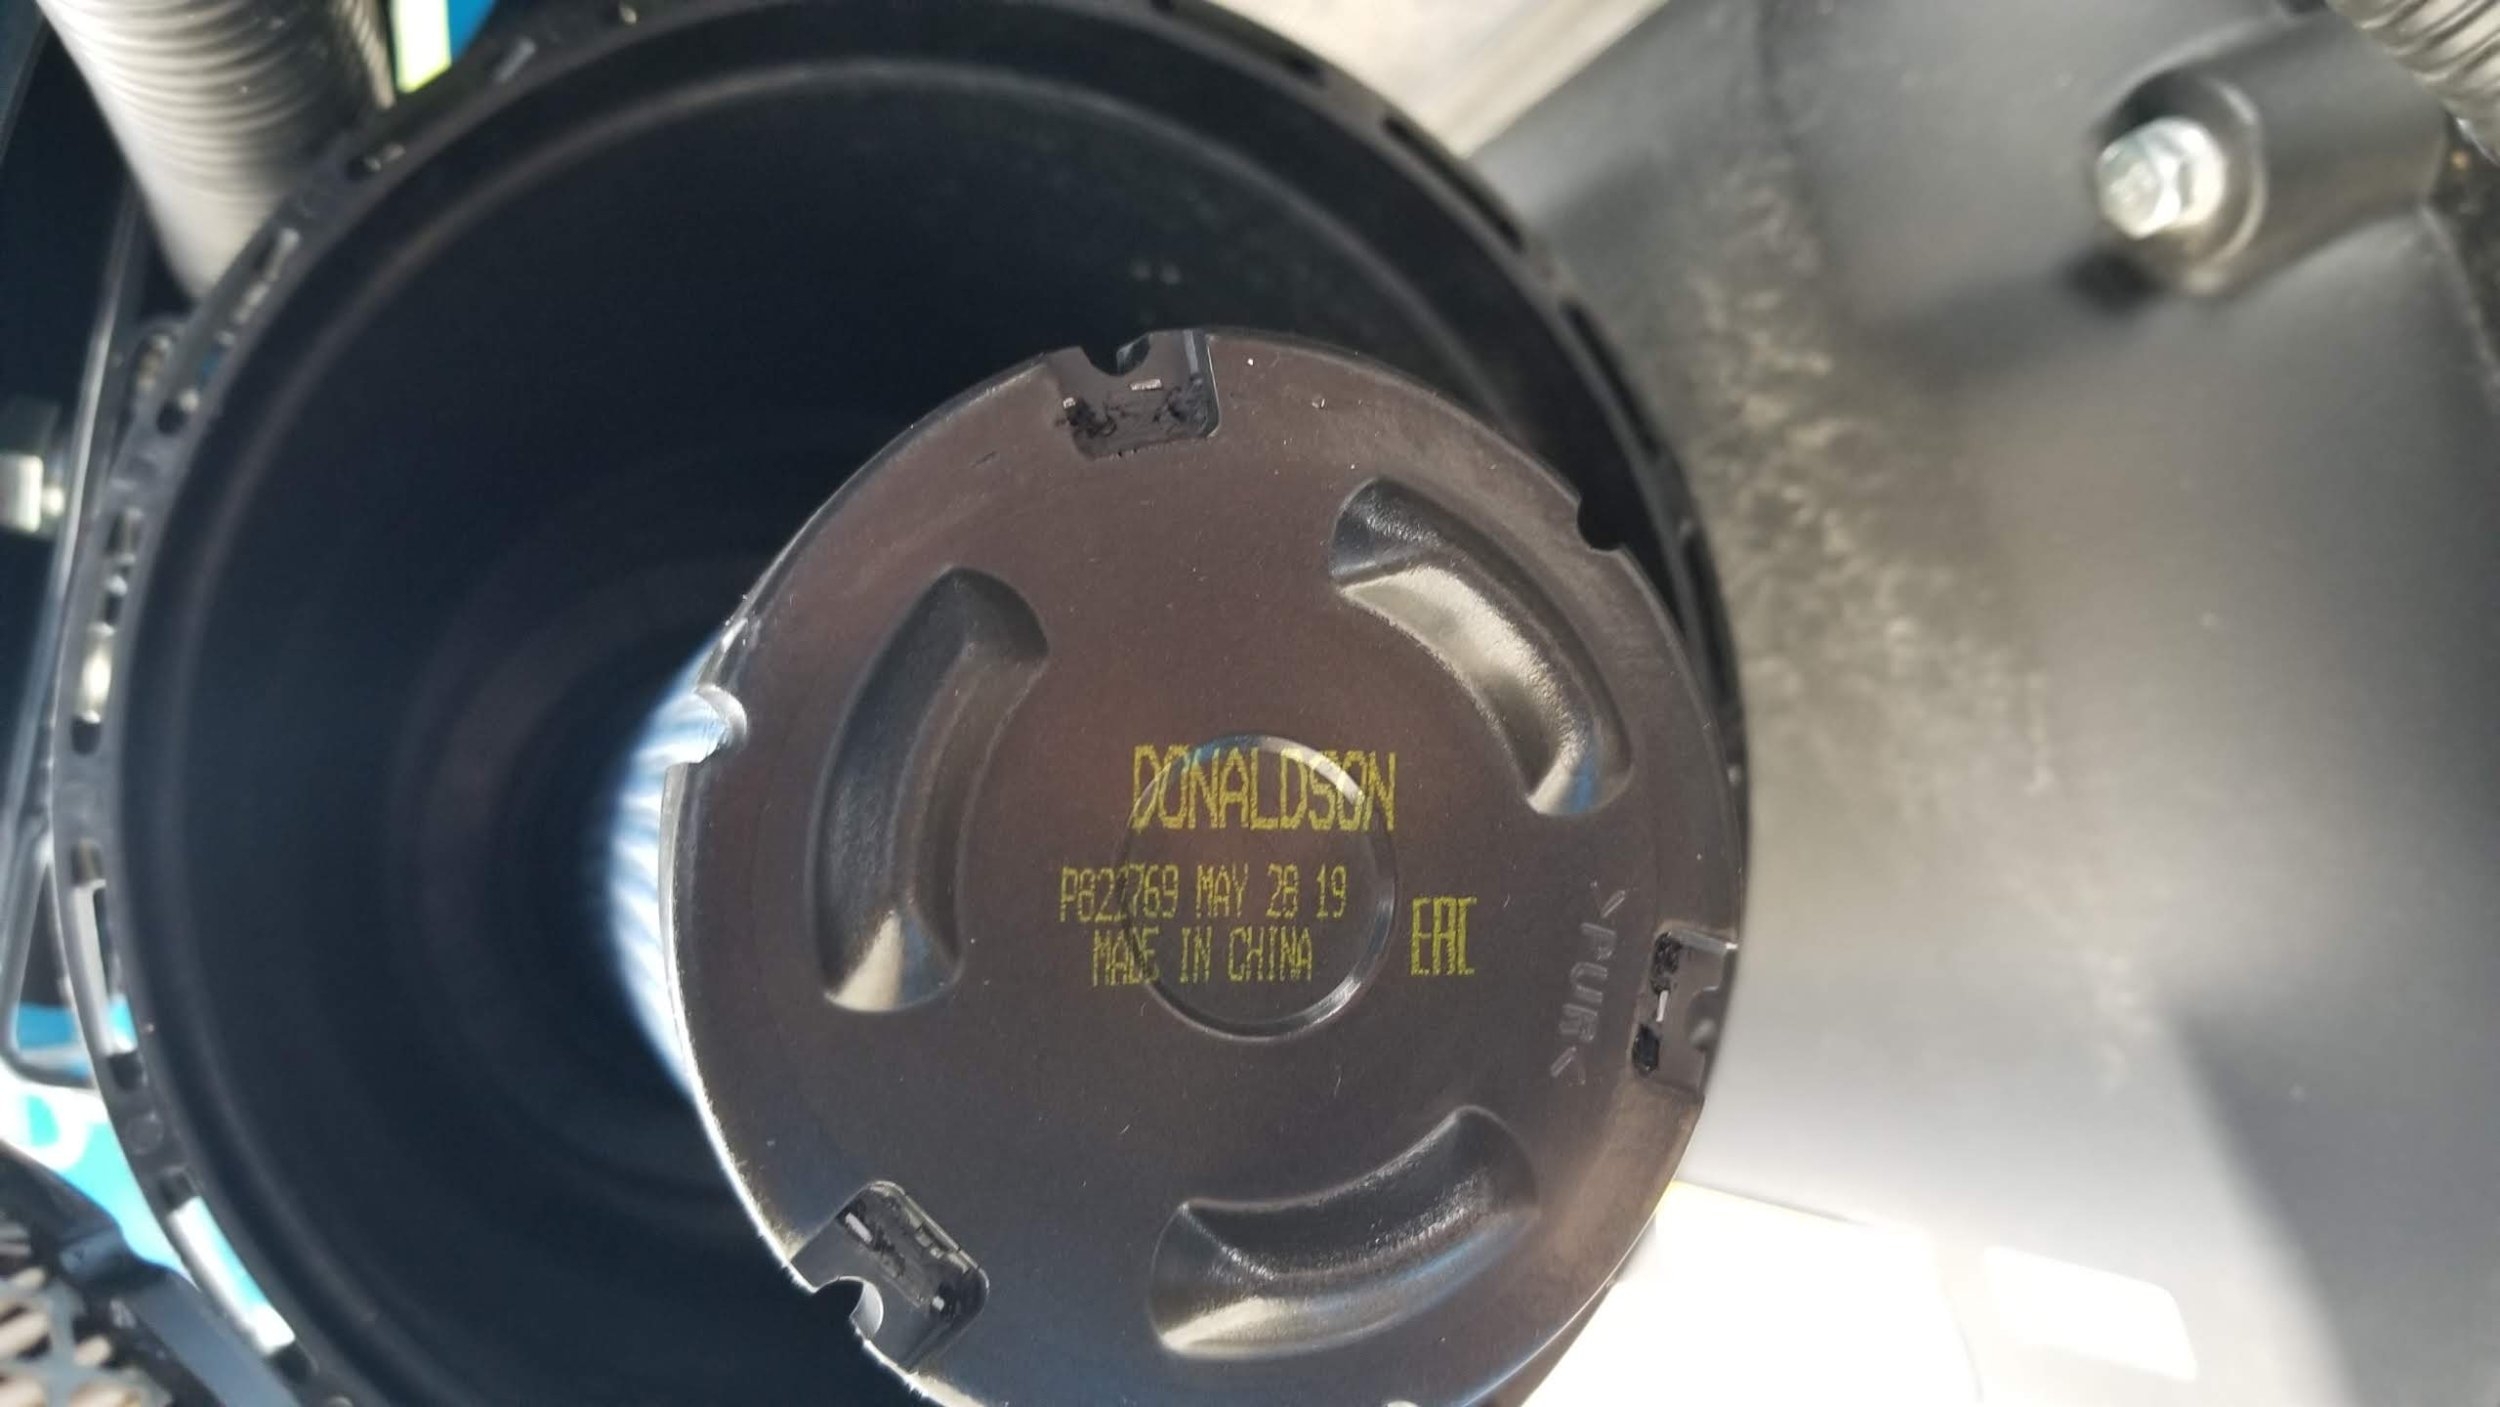 DONALDSON
P822769 MAY 28 19
MADE IN CHINA
EAC
>PUR<